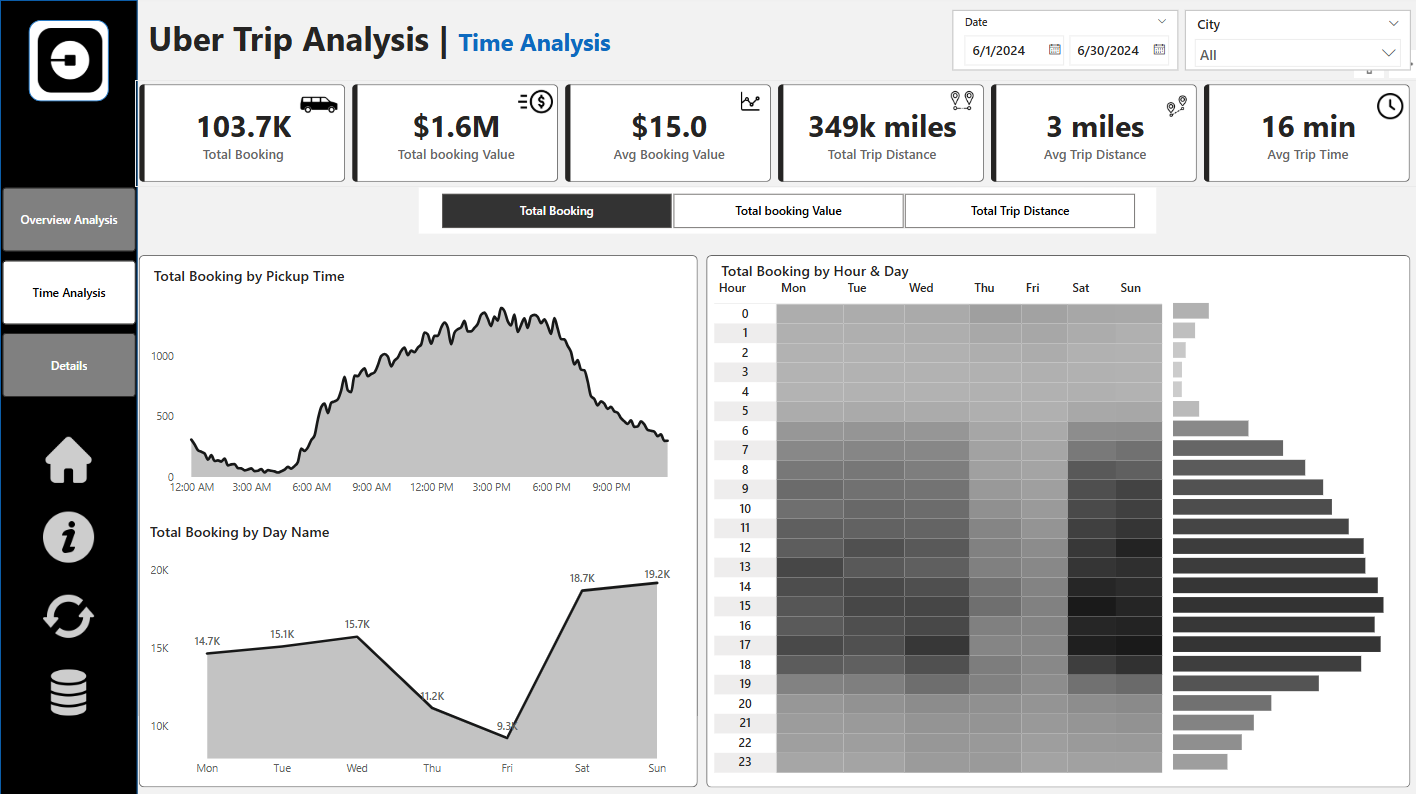 Uber Trip Analysis | Time Analysis
Date
6/1/2024 6/30/2024
City
All
103.7K
Total Booking
$1.6M
Total booking Value
$15.0
Avg Booking Value
349k miles
Total Trip Distance
3 miles
Avg Trip Distance
16 min
Avg Trip Time
Overview Analysis
Time Analysis
Details
Total Booking Total booking Value Total Trip Distance
Total Booking by Pickup Time
1000
500
0
12:00 AM 3:00 AM 6:00 AM 9:00 AM 12:00 PM 3:00 PM 6:00 PM 9:00 PM
Total Booking by Day Name
20K
15K
10K
14.7K 15.1K 15.7K 11.2K 9.3K 18.7K 19.2K
Mon Tue Wed Thu Fri Sat Sun
Total Booking by Hour & Day
Hour Mon Tue Wed Thu Fri Sat Sun
0
1
2
3
4
5
6
7
8
9
10
11
12
13
14
15
16
17
18
19
20
21
22
23